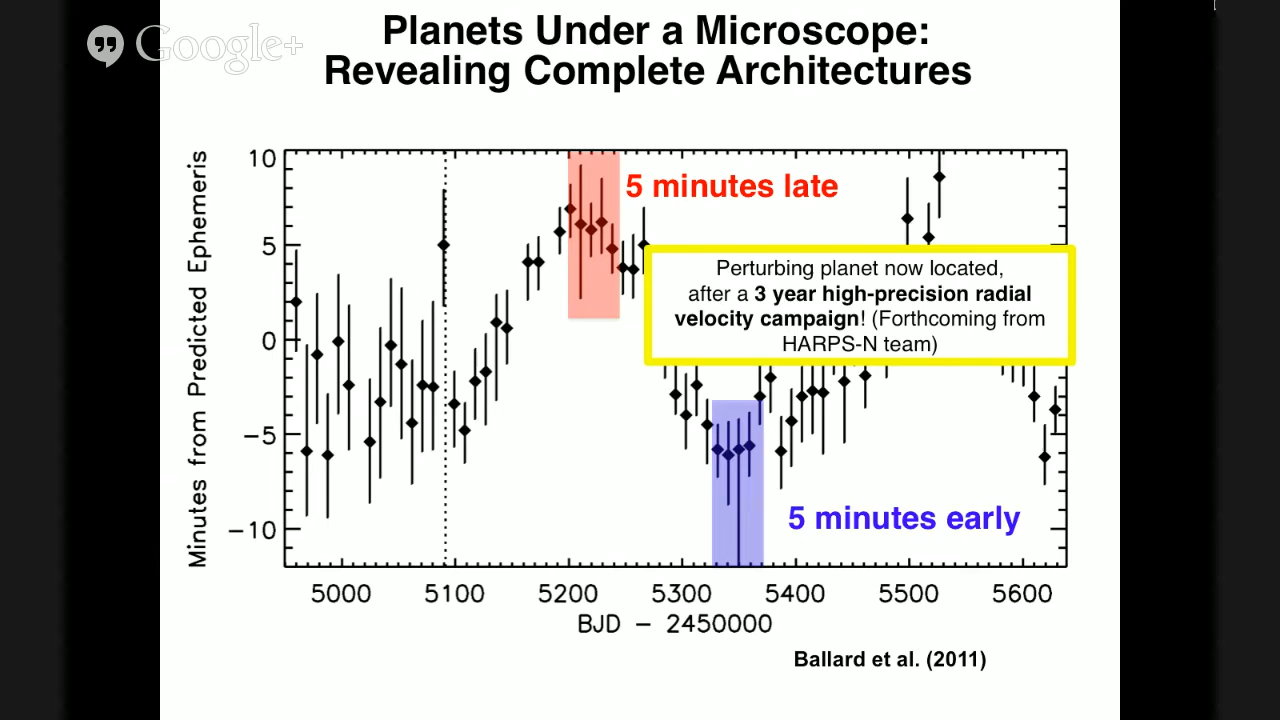 Google+
Planets Under a Microscope:
Revealing Complete Architectures
Minutes from Predicted Ephemeris
10
5
0
−5
−10
5 minutes late
Perturbing planet now located,
after a 3 year high-precision radial
velocity campaign! (Forthcoming from
HARPS-N team)
5 minutes early
5000 5100 5200 5300 5400 5500 5600
BJD − 2450000
Ballard et al. (2011)